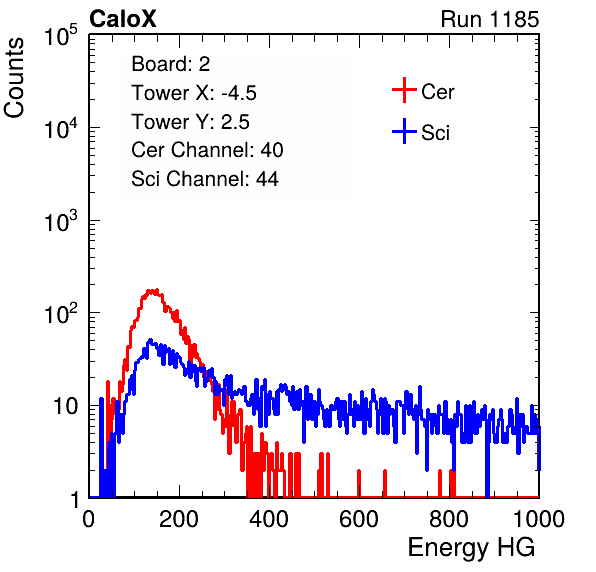 CaloX Run 1185
10^5
Counts
Board: 2
Tower X: -4.5
Tower Y: 2.5
Cer Channel: 40
Sci Channel: 44
Cer
Sci
10^4
10^3
10^2
10
1
0 200 400 600 800 1000
Energy HG